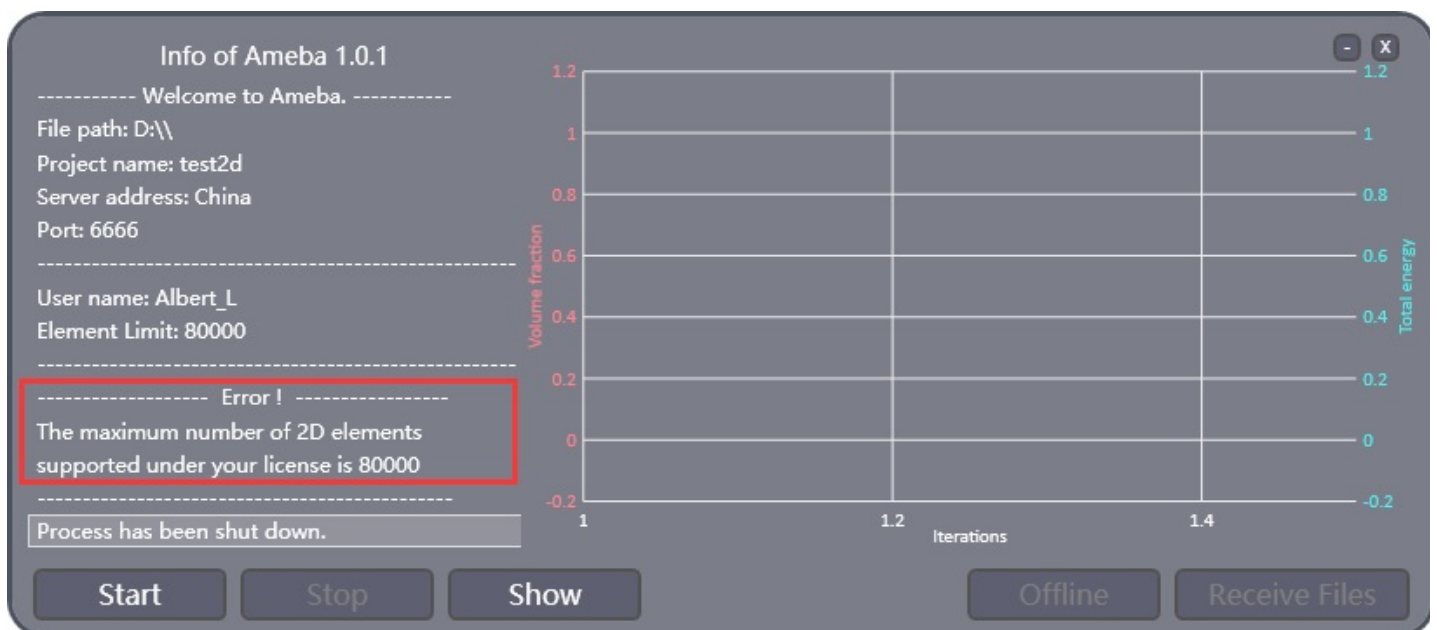 Info of Ameba 1.0.1
----------- Welcome to Ameba. -----------
File path: D:\\
Project name: test2d
Server address: China
Port: 6666
-----------------------------------------------------
User name: Albert_L
Element Limit: 80000
-----------------------------------------------------
------------------- Error ! -----------------
The maximum number of 2D elements
supported under your license is 80000
----------------------------------------------
Process has been shut down.
- X
1.2
1
0.8
0.6
0.4
0.2
0
-0.2
Volume fraction
1.2
1
0.8
0.6
0.4
0.2
0
-0.2
Total energy
1 1.2 1.4
Iterations
Start Stop Show Offline Receive Files